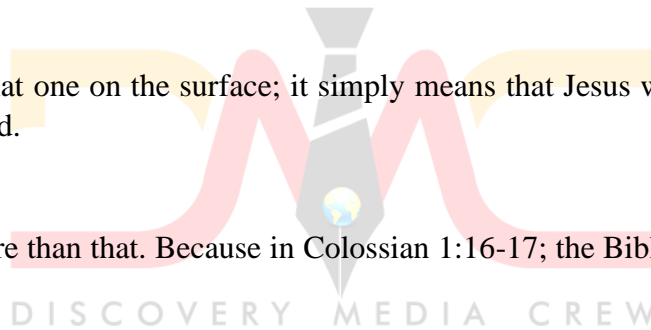 at one on the surface; it simply means that Jesus w
d.
re than that. Because in Colossian 1:16-17; the Bib
DISCOVERY MEDIA CREW